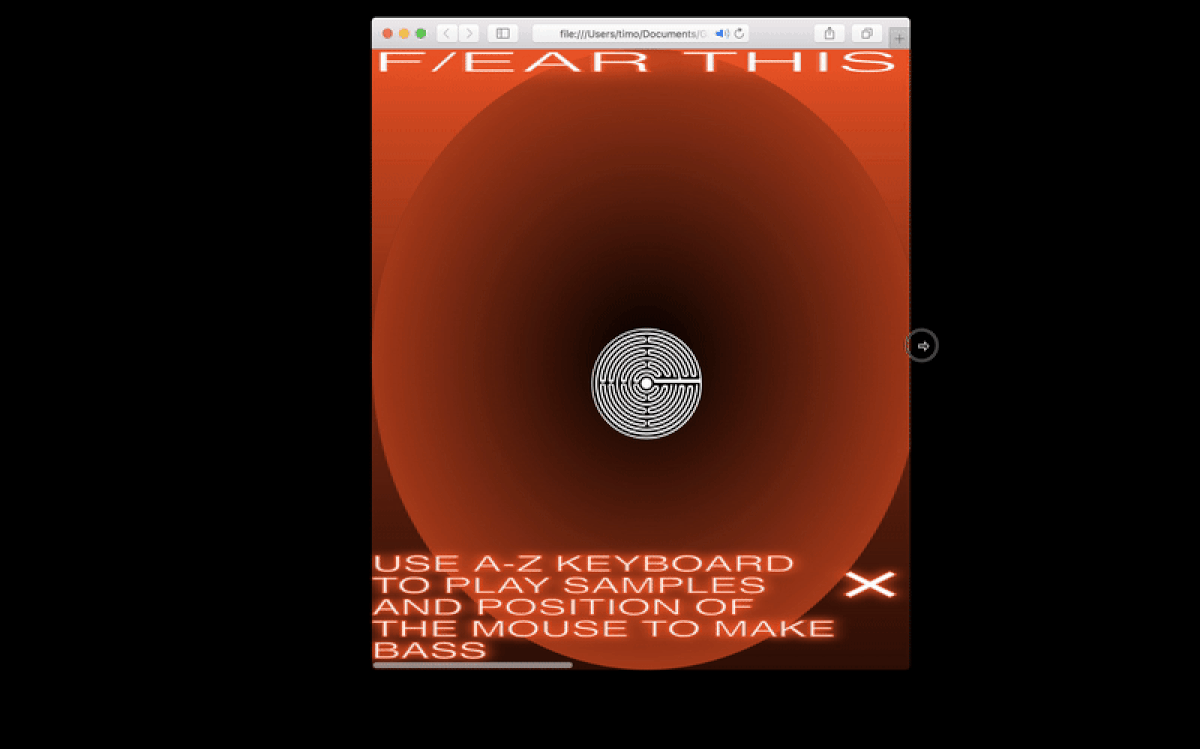 file:///Users/timo/Documents/
F/EAR THIS
USE A-Z KEYBOARD
TO PLAY SAMPLES
AND POSITION OF
THE MOUSE TO MAKE
BASS